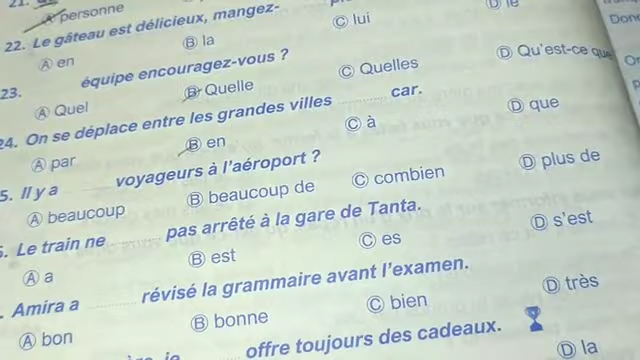 21.
Ⓐ personne
Ⓒ lui
Ⓓ le
22. Le gâteau est délicieux, mangez-
Ⓐ en
Ⓑ la
Ⓓ Qu'est-ce que
23. équipe encouragez-vous ?
Ⓐ Quel
Ⓑ Quelle
Ⓒ Quelles
24. On se déplace entre les grandes villes .......... car.
Ⓐ par
Ⓑ en
Ⓒ à
Ⓓ que
5. Il y a voyageurs à l'aéroport ?
Ⓐ beaucoup
Ⓑ beaucoup de
Ⓒ combien
Ⓓ plus de
. Le train ne .......... pas arrêté à la gare de Tanta.
Ⓐ a
Ⓑ est
Ⓒ es
Ⓓ s'est
. Amira a .......... révisé la grammaire avant l'examen.
Ⓐ bon
Ⓑ bonne
Ⓒ bien
Ⓓ très
offre toujours des cadeaux.
Ⓓ la